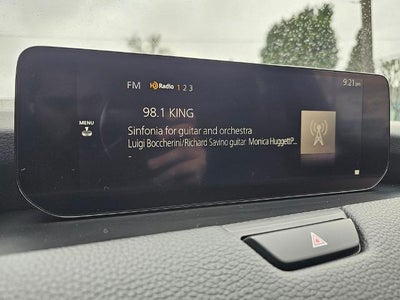 FM HD Radio 1 2 3 9:21 pm
98.1 KING
MENU
Sinfonia for guitar and orchestra
Luigi Boccherini/Richard Savino guitar Monica HuggettP...
-